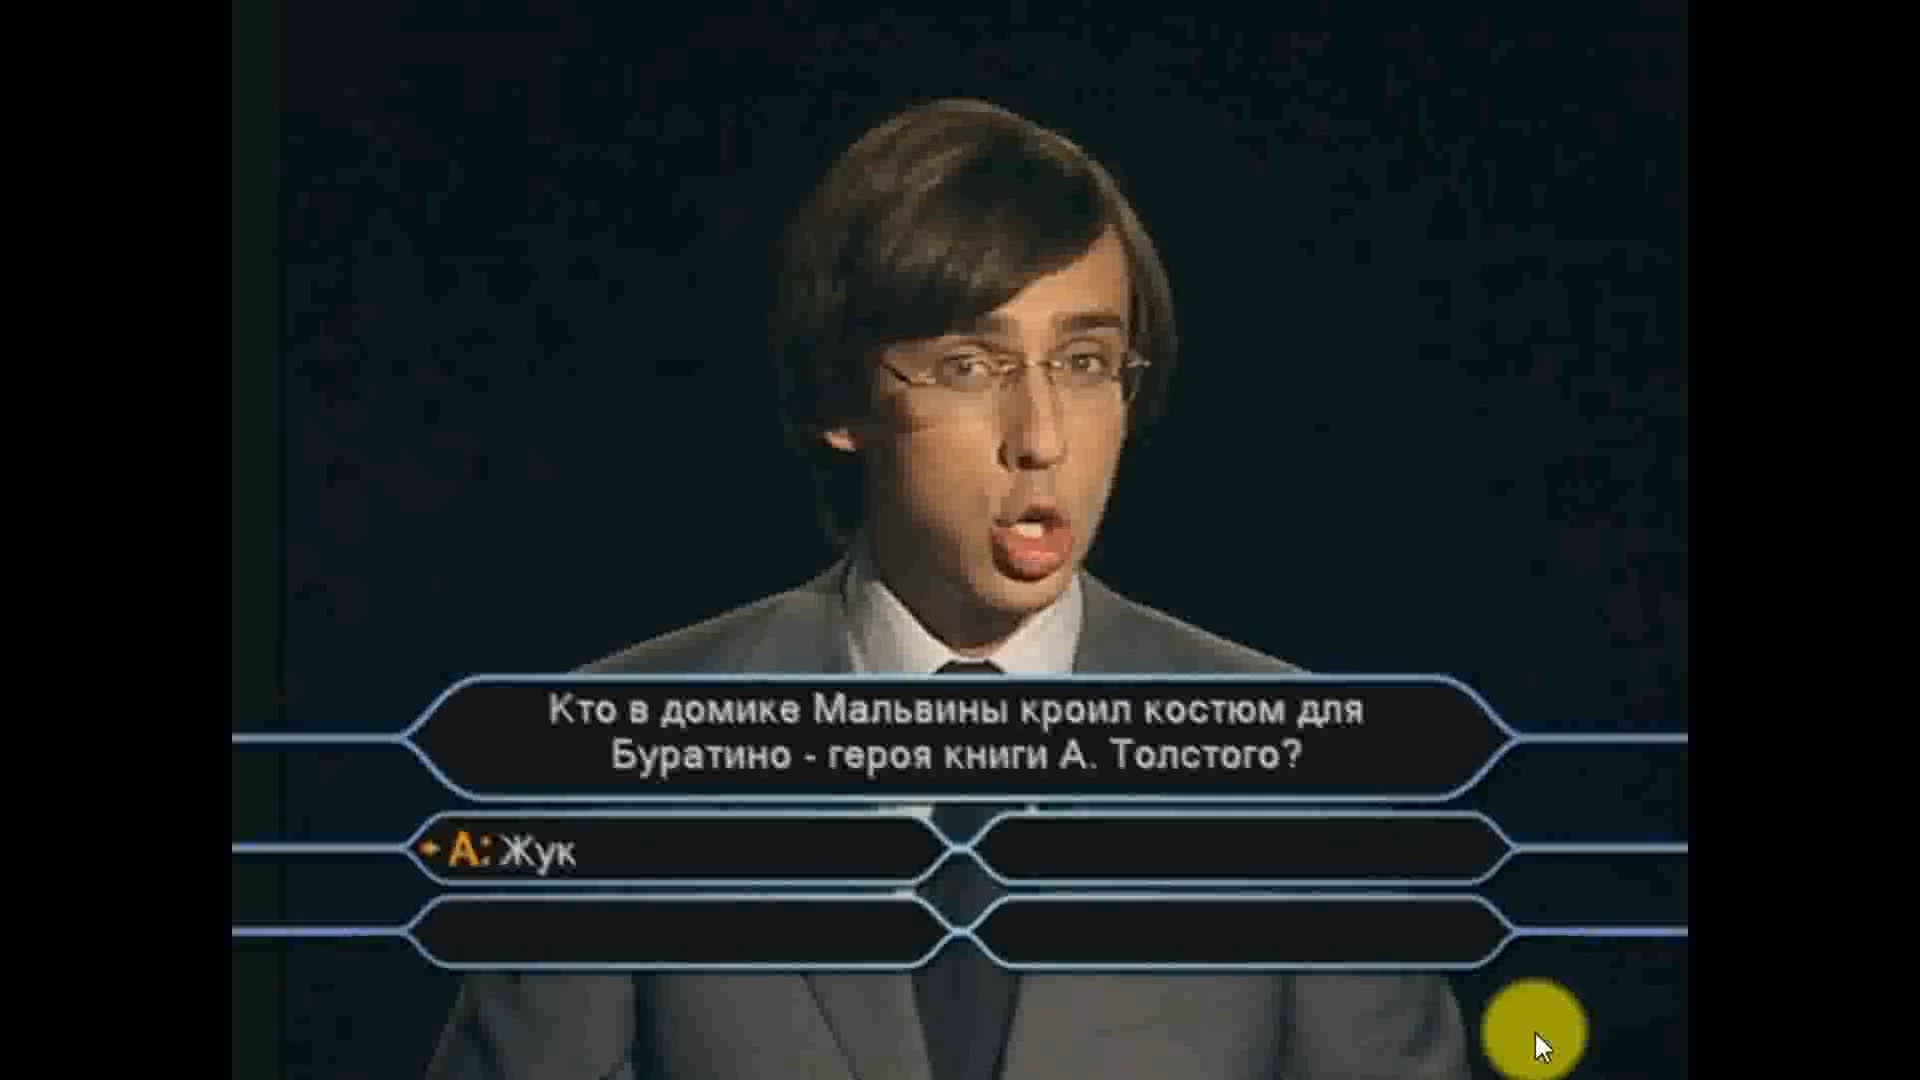 Кто в домике Мальвины кроил костюм для
Буратино - героя книги А. Толстого?
А: Жук